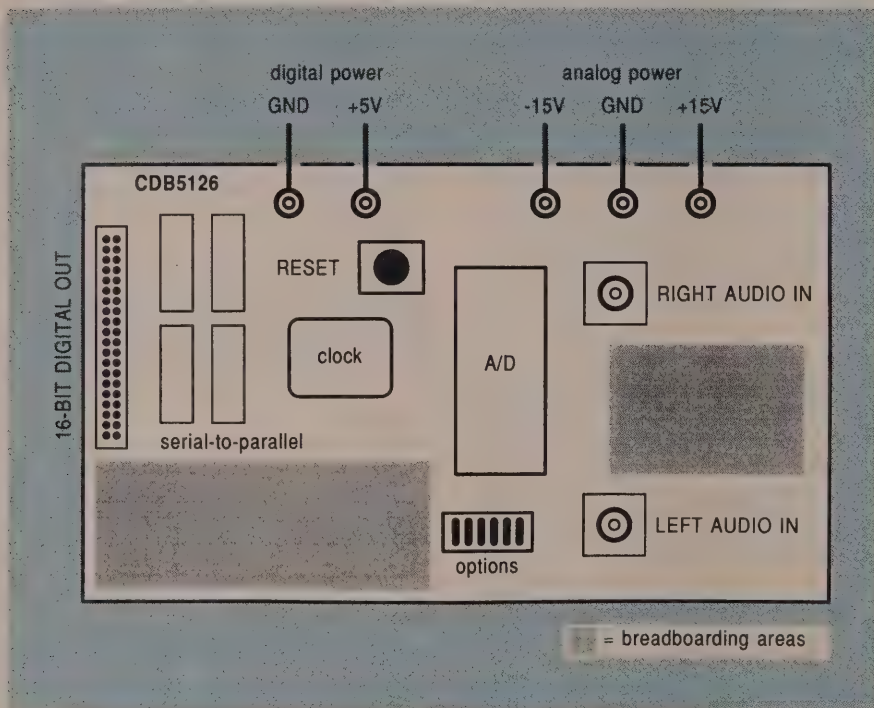 digital power
analog power
GND
+5V
-15V
GND
+15V
CDB5126
RESET
RIGHT AUDIO IN
16-BIT DIGITAL OUT
clock
A/D
serial-to-parallel
LEFT AUDIO IN
options
= breadboarding areas